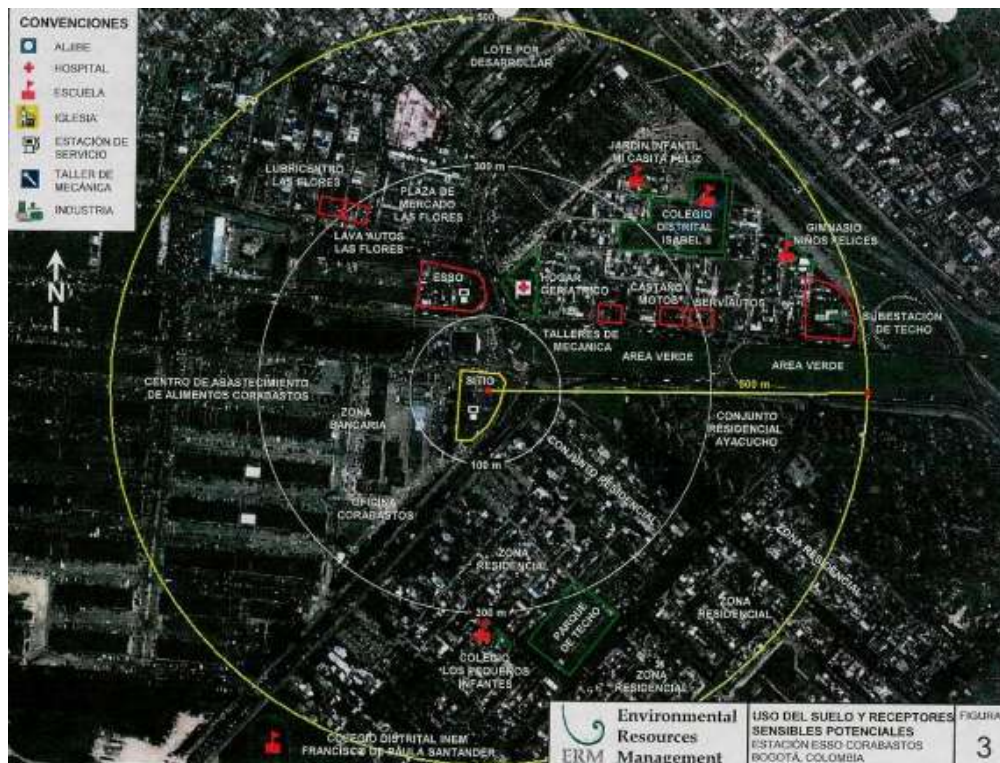 CONVENCIONES
ALJIBE
HOSPITAL
ESCUELA
IGLESIA
ESTACIÓN DE
SERVICIO
TALLER DE
MECÁNICA
INDUSTRIA
N
500 m
LOTE POR
DESARROLLAR
300 m
JARDIN INFANTIL
MI CASITA FELIZ
LUBRICENTRO
LAS FLORES
PLAZA DE
MERCADO
LAS FLORES
LAVA AUTOS
LAS FLORES
COLEGIO
DISTRITAL
ISABEL II
GIMNASIO
NIÑOS FELICES
ESSO
HOGAR
GERIATRICO
CASTAÑO
MOTOS
SERVIAUTOS
SUBESTACIÓN
DE TECHO
TALLERES DE
MECANICA
AREA VERDE
AREA VERDE
SITIO
500 m
CENTRO DE ABASTECIMIENTO
DE ALIMENTOS CORABASTOS
ZONA
BANCARIA
CONJUNTO
RESIDENCIAL
AYACUCHO
100 m
CONJUNTO RESIDENCIAL
OFICINA
CORABASTOS
ZONA RESIDENCIAL
ZONA
RESIDENCIAL
ZONA
RESIDENCIAL
300 m
PARQUE
DE TECHO
COLEGIO
LOS PEQUEÑOS
INFANTES
ZONA
RESIDENCIAL
COLEGIO DISTRITAL INEM
FRANCISCO DE PAULA SANTANDER
ERM
Environmental
Resources
Management
USO DEL SUELO Y RECEPTORES
SENSIBLES POTENCIALES
ESTACIÓN ESSO CORABASTOS
BOGOTÁ, COLOMBIA
FIGURA
3